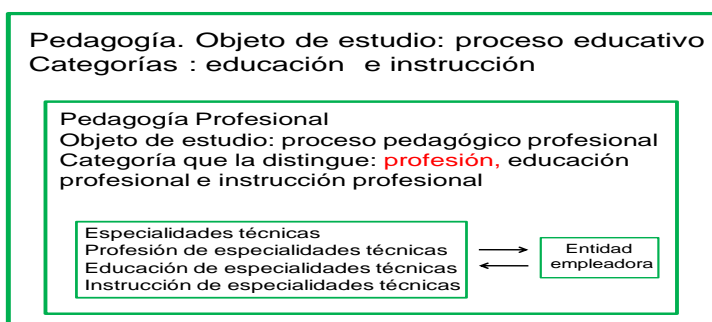 Pedagogía. Objeto de estudio: proceso educativo
Categorías : educación e instrucción
Pedagogía Profesional
Objeto de estudio: proceso pedagógico profesional
Categoría que la distingue: profesión, educación
profesional e instrucción profesional
Especialidades técnicas
Profesión de especialidades técnicas
Educación de especialidades técnicas
Instrucción de especialidades técnicas
Entidad
empleadora